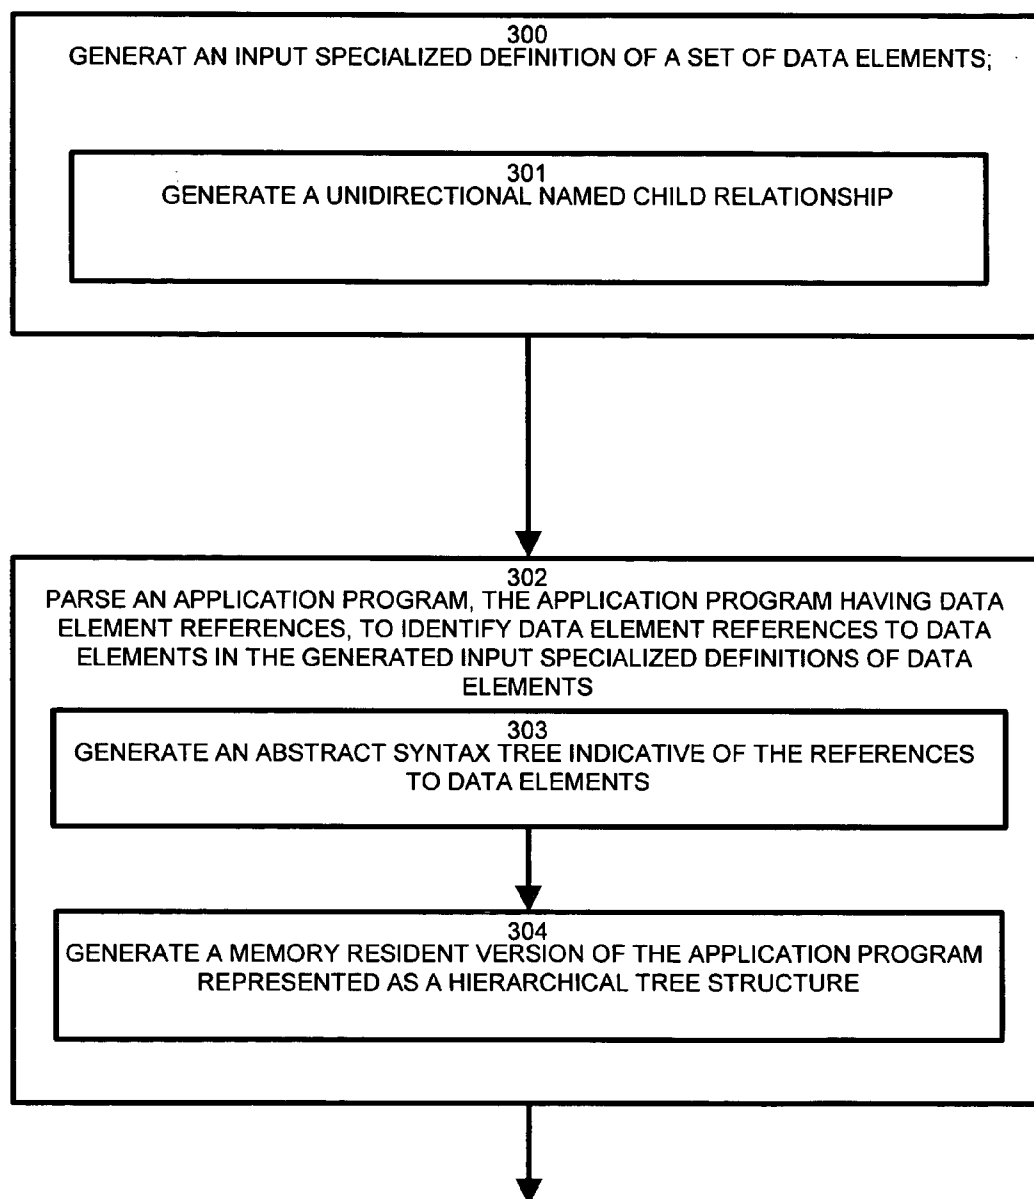 300
GENERAT AN INPUT SPECIALIZED DEFINITION OF A SET OF DATA ELEMENTS;
301
GENERATE A UNIDIRECTIONAL NAMED CHILD RELATIONSHIP
302
PARSE AN APPLICATION PROGRAM, THE APPLICATION PROGRAM HAVING DATA
ELEMENT REFERENCES, TO IDENTIFY DATA ELEMENT REFERENCES TO DATA
ELEMENTS IN THE GENERATED INPUT SPECIALIZED DEFINITIONS OF DATA
ELEMENTS
303
GENERATE AN ABSTRACT SYNTAX TREE INDICATIVE OF THE REFERENCES
TO DATA ELEMENTS
304
GENERATE A MEMORY RESIDENT VERSION OF THE APPLICATION PROGRAM
REPRESENTED AS A HIERARCHICAL TREE STRUCTURE